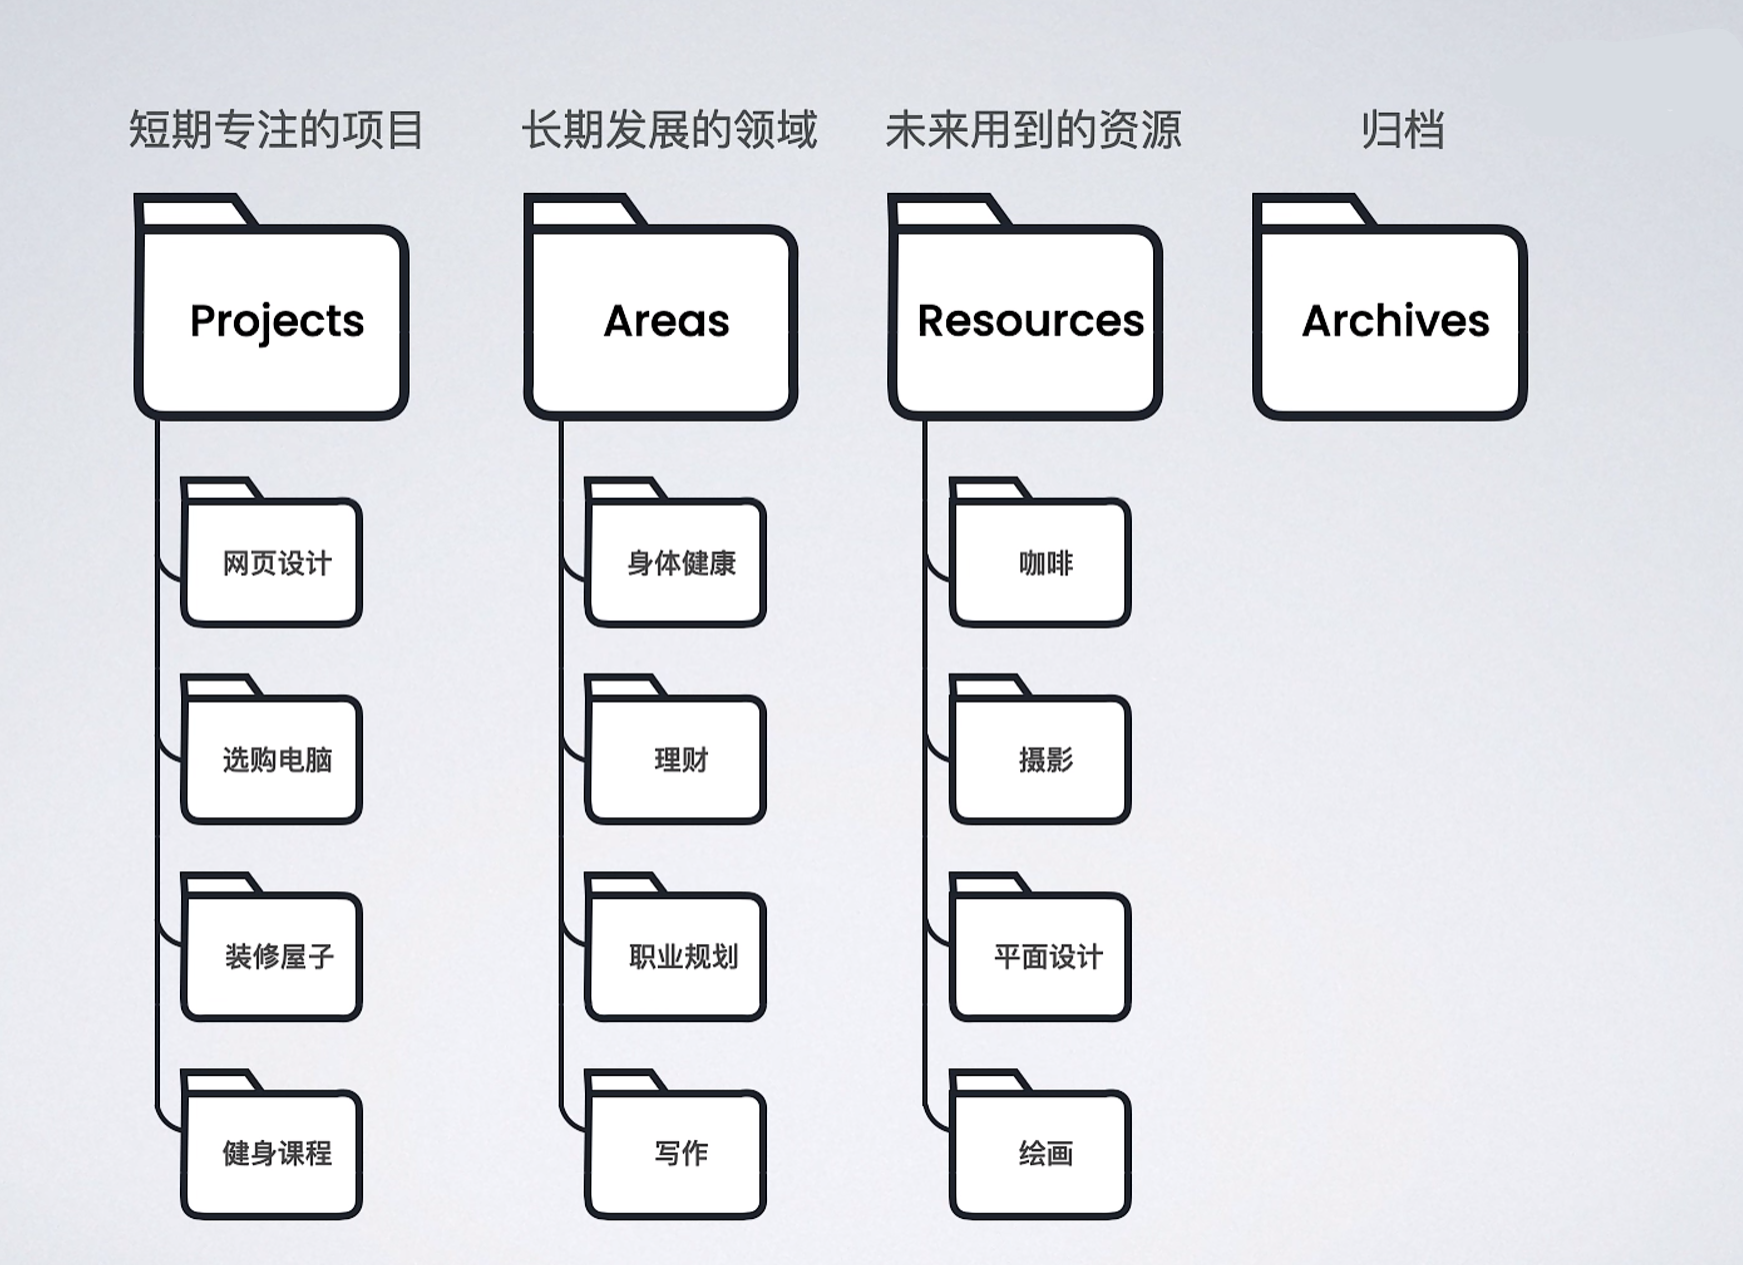 短期专注的项目
长期发展的领域
未来用到的资源
归档
Projects
Areas
Resources
Archives
网页设计
身体健康
咖啡
选购电脑
理财
摄影
装修屋子
职业规划
平面设计
健身课程
写作
绘画